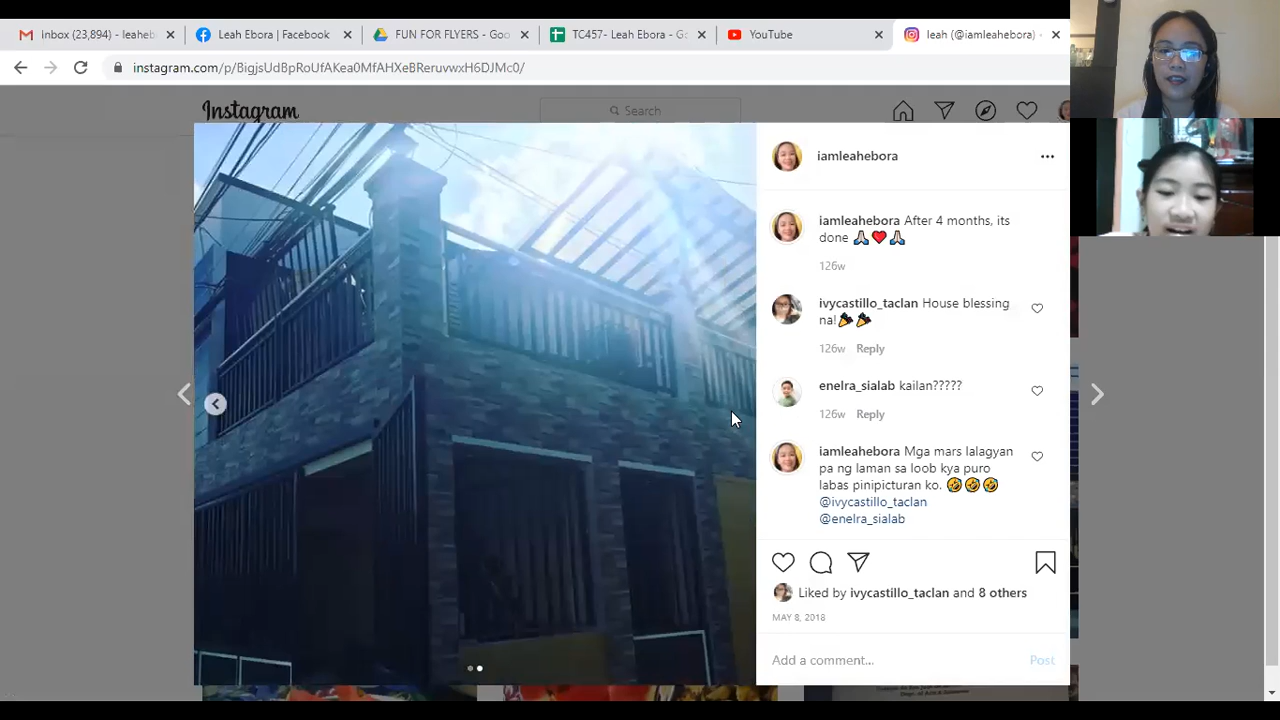 Inbox (23,894) - leaheb
Leah Ebora | Facebook
FUN FOR FLYERS - Goo
TC457- Leah Ebora - Go
YouTube
leah (@iamleahebora) •
instagram.com/p/BigjsUdBpRoUfAKea0MfAHXeBReruvwxH6DJMc0/
Instagram
Search
iamleahebora
iamleahebora After 4 months, its
done 🙏🏻❤️🙏🏻
126w
ivycastillo_taclan House blessing
na!🎉🎉
126w Reply
enelra_sialab kailan?????
126w Reply
iamleahebora Mga mars lalagyan
pa ng laman sa loob kya puro
labas pinipicturan ko. 🤣🤣🤣
@ivycastillo_taclan
@enelra_sialab
Liked by ivycastillo_taclan and 8 others
MAY 8, 2018
Add a comment...
Post